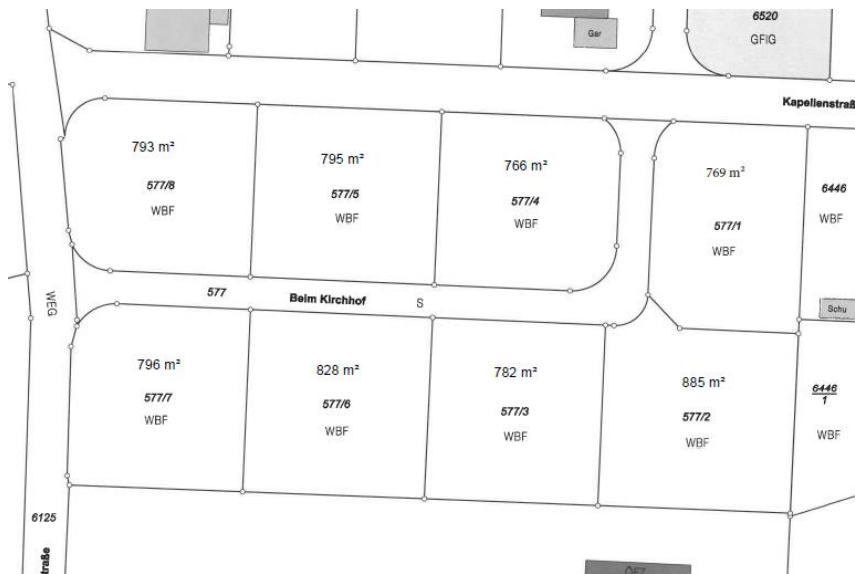 6520
GFIG
Gar
Kapellenstraß
793 m²
577/8
WBF
795 m²
577/5
WBF
766 m²
577/4
WBF
769 m²
577/1
WBF
6446
WBF
WEG
577
Beim Kirchhof
S
Schu
796 m²
577/7
WBF
828 m²
577/6
WBF
782 m²
577/3
WBF
885 m²
577/2
WBF
6446
1
WBF
6125
traße